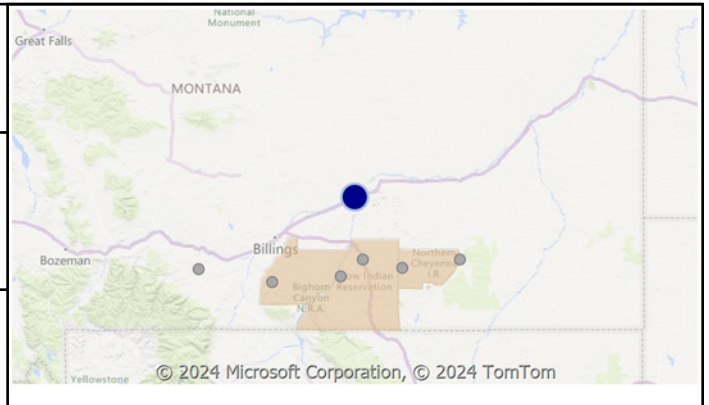 National
Monument
Great Falls
MONTANA
Billings
Bozeman
Northern
Cheyenne
I.R.
ow Indian
Reservation
Bighorn
Canyon
N.R.A.
Yellowstone
© 2024 Microsoft Corporation, © 2024 TomTom